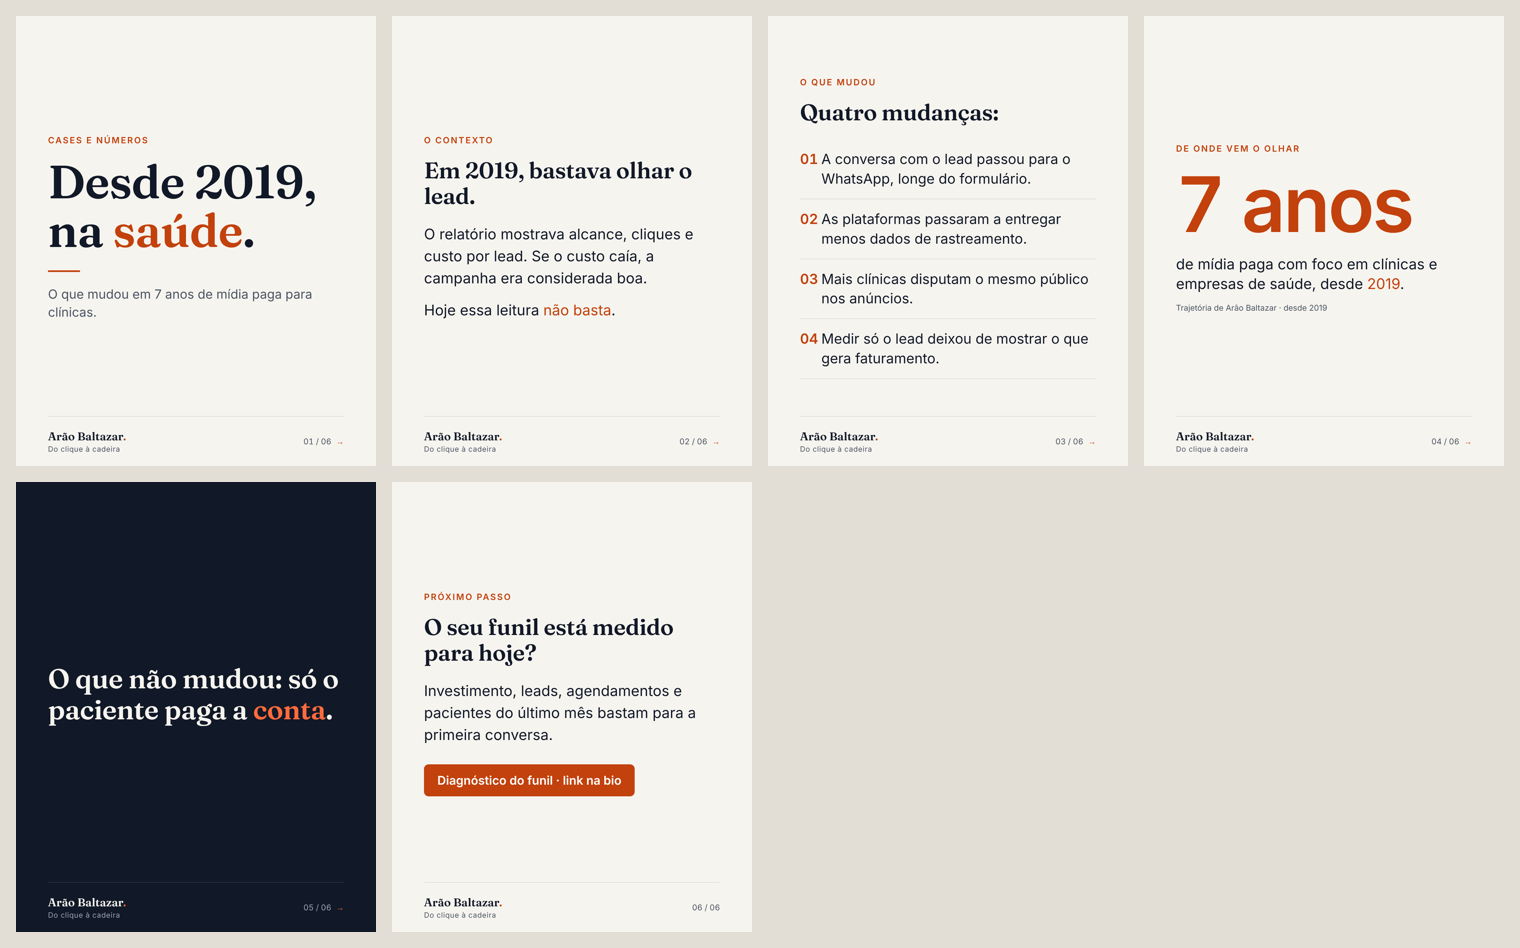 CASES E NÚMEROS
Desde 2019,
na saúde.
O que mudou em 7 anos de mídia paga para
clínicas.
Arão Baltazar.
Do clique à cadeira
01 / 06 →
O CONTEXTO
Em 2019, bastava olhar o
lead.
O relatório mostrava alcance, cliques e
custo por lead. Se o custo caía, a
campanha era considerada boa.
Hoje essa leitura não basta.
Arão Baltazar.
Do clique à cadeira
02 / 06 →
O QUE MUDOU
Quatro mudanças:
01 A conversa com o lead passou para o
WhatsApp, longe do formulário.
02 As plataformas passaram a entregar
menos dados de rastreamento.
03 Mais clínicas disputam o mesmo público
nos anúncios.
04 Medir só o lead deixou de mostrar o que
gera faturamento.
Arão Baltazar.
Do clique à cadeira
03 / 06 →
DE ONDE VEM O OLHAR
7 anos
de mídia paga com foco em clínicas e
empresas de saúde, desde 2019.
Trajetória de Arão Baltazar · desde 2019
Arão Baltazar.
Do clique à cadeira
04 / 06 →
O que não mudou: só o
paciente paga a conta.
Arão Baltazar.
Do clique à cadeira
05 / 06 →
PRÓXIMO PASSO
O seu funil está medido
para hoje?
Investimento, leads, agendamentos e
pacientes do último mês bastam para a
primeira conversa.
Diagnóstico do funil · link na bio
Arão Baltazar.
Do clique à cadeira
06 / 06